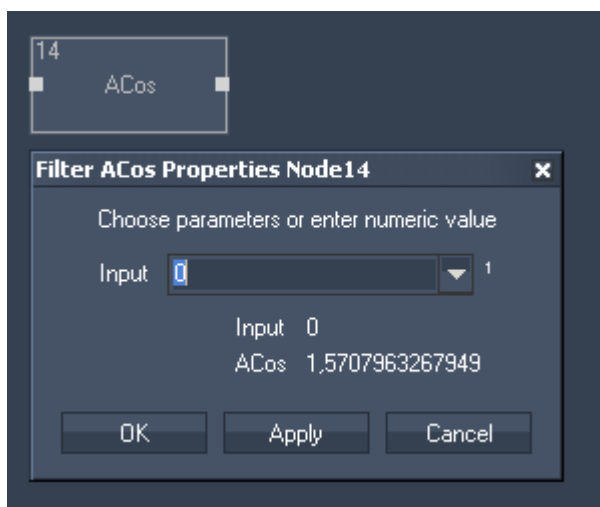 14
ACos
Filter ACos Properties Node14
Choose parameters or enter numeric value
Input 0 1
Input 0
ACos 1,5707963267949
OK Apply Cancel